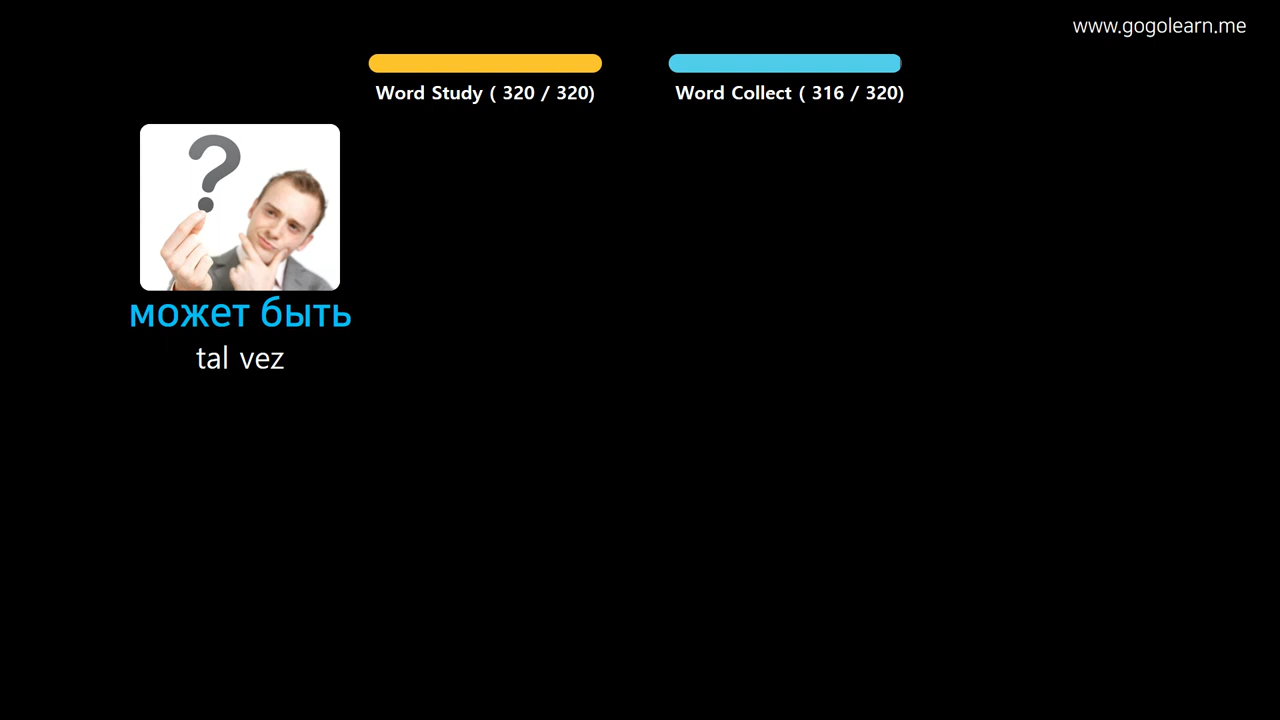 www.gogolearn.me
Word Study ( 320 / 320)
Word Collect ( 316 / 320)
?
может быть
tal vez